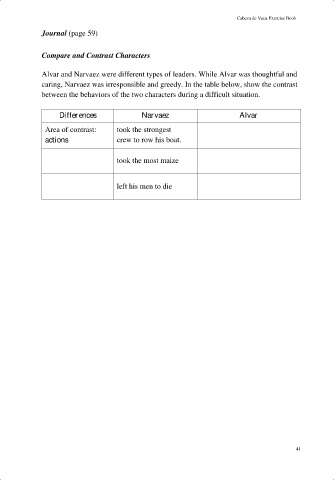 Cabeza de Vaca Exercise Book
Journal (page 59)
Compare and Contrast Characters
Alvar and Narvaez were different types of leaders. While Alvar was thoughtful and
caring, Narvaez was irresponsible and greedy. In the table below, show the contrast
between the behaviors of the two characters during a difficult situation.
Differences Narvaez Alvar
Area of contrast: took the strongest
actions crew to row his boat.
took the most maize
left his men to die
41